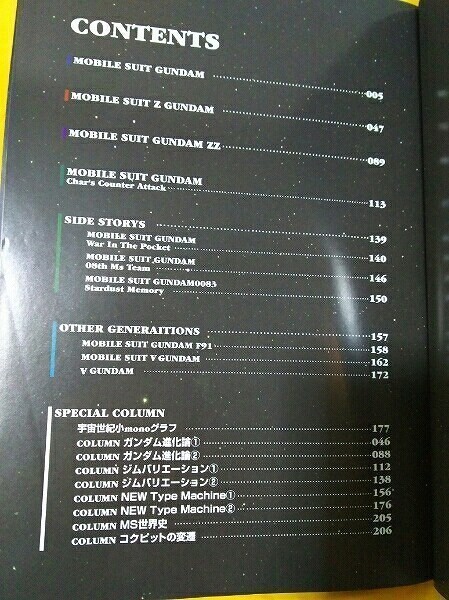 CONTENTS
MOBILE SUIT GUNDAM 005
MOBILE SUIT Z GUNDAM 047
MOBILE SUIT GUNDAM ZZ 089
MOBILE SUIT GUNDAM
Char's Counter Attack 113
SIDE STORYS 139
MOBILE SUIT GUNDAM
War In The Pocket 140
MOBILE SUIT GUNDAM
08th Ms Team 146
MOBILE SUIT GUNDAM0083
Stardust Memory 150
OTHER GENERAITIONS 157
MOBILE SUIT GUNDAM F91 158
MOBILE SUIT V GUNDAM 162
∀ GUNDAM 172
SPECIAL COLUMN
宇宙世紀小monoグラフ 177
COLUMN ガンダム進化論① 046
COLUMN ガンダム進化論② 088
COLUMN ジムバリエーション① 112
COLUMN ジムバリエーション② 138
COLUMN NEW Type Machine① 156
COLUMN NEW Type Machine② 176
COLUMN MS世界史 205
COLUMN コクピットの変遷 206